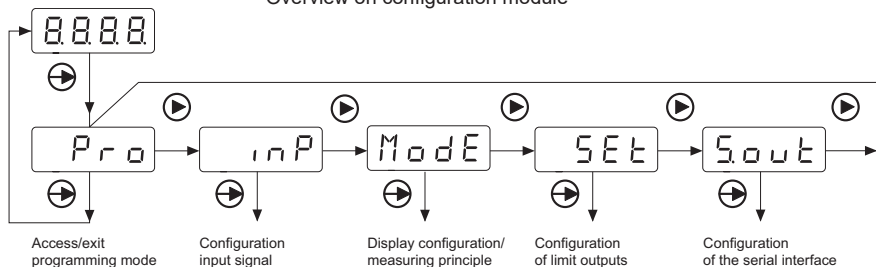 Overview on configuration module
8.8.8.8.
Pro
inP
ModE
SEt
S.out
Access/exit
programming mode
Configuration
input signal
Display configuration/
measuring principle
Configuration
of limit outputs
Configuration
of the serial interface